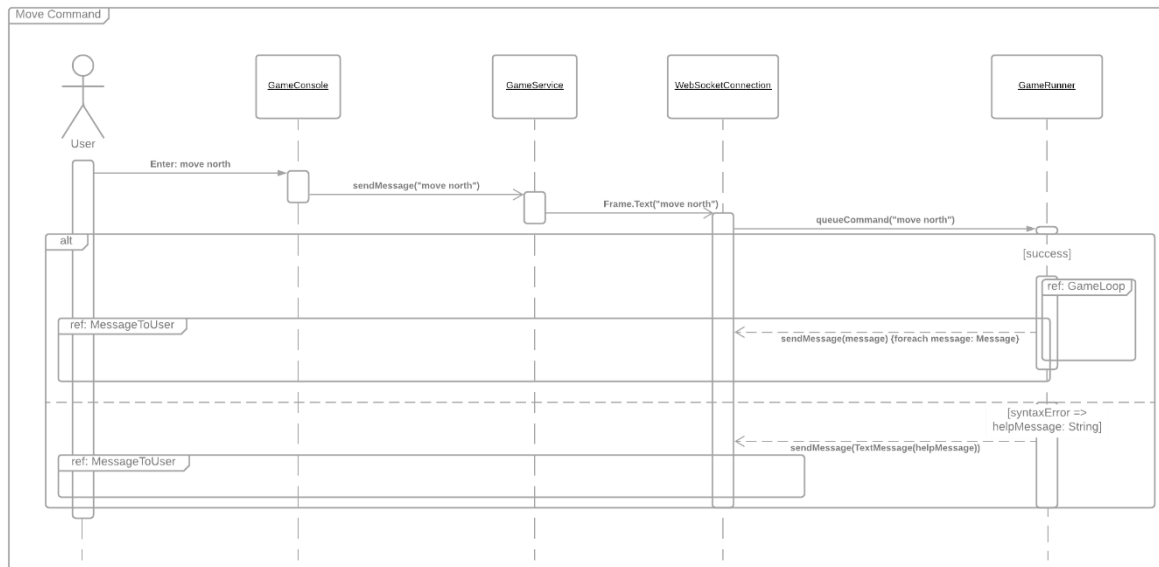 Move Command
GameConsole
GameService
WebSocketConnection
GameRunner
User
Enter: move north
sendMessage("move north")
Frame.Text("move north")
queueCommand("move north")
alt
[success]
ref: GameLoop
ref: MessageToUser
sendMessage(message) {foreach message: Message}
[syntaxError =>
helpMessage: String]
sendMessage(TextMessage(helpMessage))
ref: MessageToUser